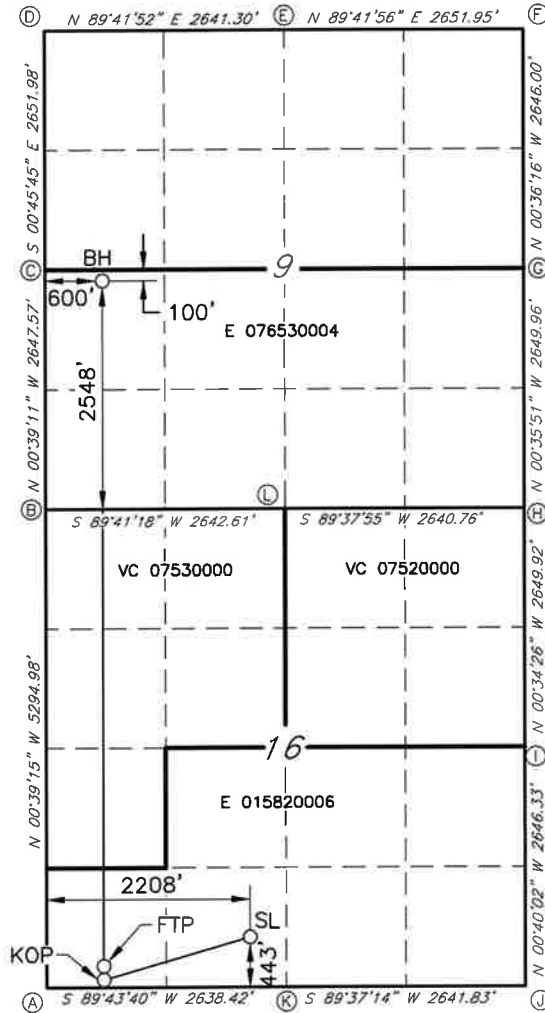 D N 89°41'52" E 2641.30' E N 89°41'56" E 2651.95' F
S 00°45'45" E 2651.98'
N 00°36'16" W 2646.00'
C BH 9 G
600' 100'
E 076530004
2548'
N 00°39'11" W 2647.57'
N 00°35'51" W 2649.96'
B L H
S 89°41'18" W 2642.61' S 89°37'55" W 2640.76'
VC 07530000 VC 07520000
N 00°39'15" W 5294.98'
N 00°34'26" W 2649.92'
16 I
E 015820006
N 00°40'02" W 2646.33'
2208'
SL
FTP
KOP
443'
A S 89°43'40" W 2638.42' K S 89°37'14" W 2641.83' J